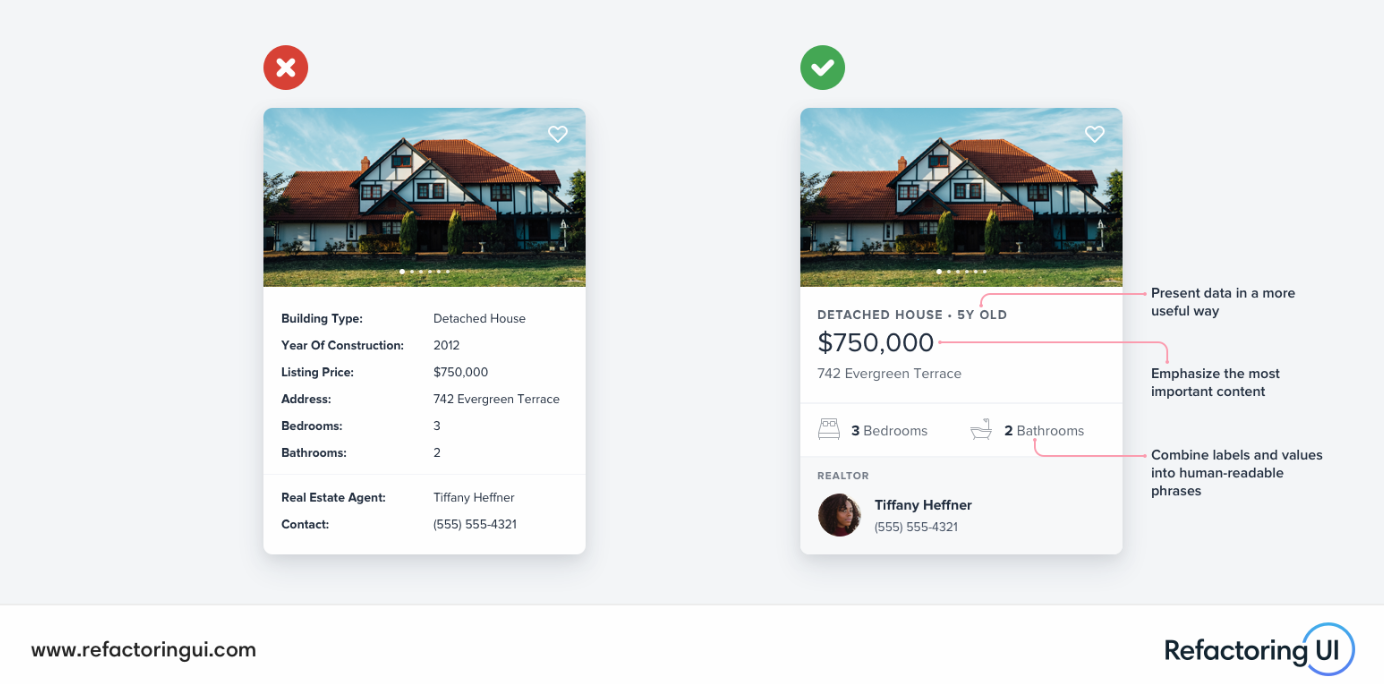 Building Type: Detached House
Year Of Construction: 2012
Listing Price: $750,000
Address: 742 Evergreen Terrace
Bedrooms: 3
Bathrooms: 2
Real Estate Agent: Tiffany Heffner
Contact: (555) 555-4321
DETACHED HOUSE • 5Y OLD
$750,000
742 Evergreen Terrace
3 Bedrooms 2 Bathrooms
REALTOR
Tiffany Heffner
(555) 555-4321
Present data in a more
useful way
Emphasize the most
important content
Combine labels and values
into human-readable
phrases
www.refactoringui.com
Refactoring UI